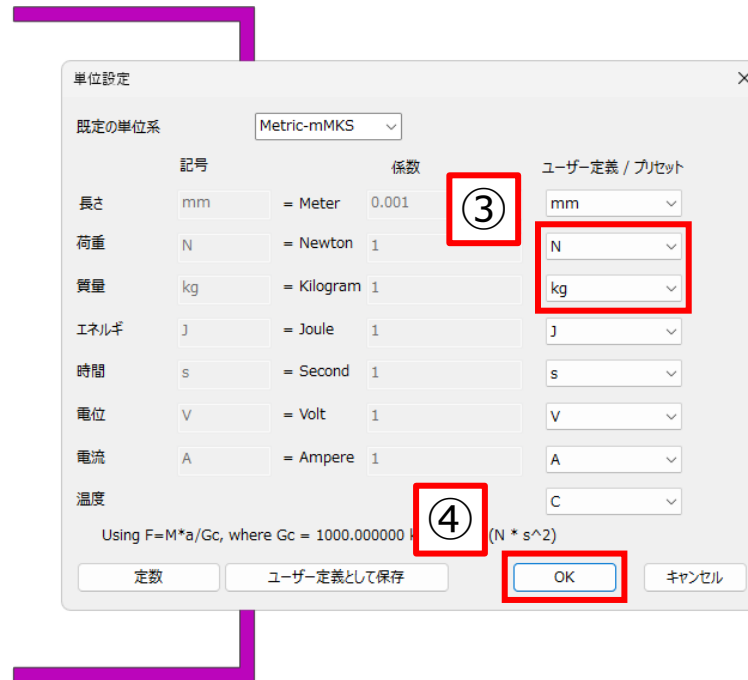 単位設定
既定の単位系 Metric-mMKS
記号 係数 ユーザー定義 / プリセット
長さ mm = Meter 0.001 ③ mm
荷重 N = Newton 1 N
質量 kg = Kilogram 1 kg
エネルギ J = Joule 1 J
時間 s = Second 1 s
電位 V = Volt 1 V
電流 A = Ampere 1 A
温度 C
④
Using F=M*a/Gc, where Gc = 1000.000000 (N * s^2)
定数 ユーザー定義として保存 OK キャンセル